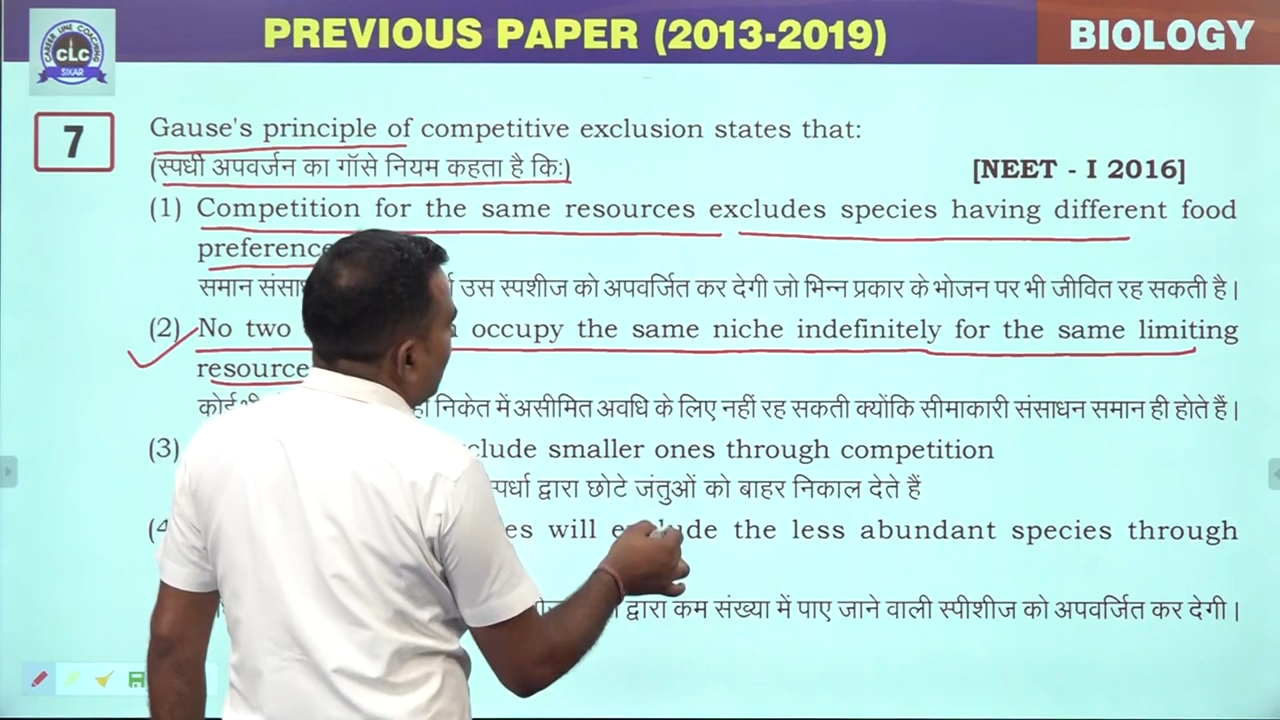 PREVIOUS PAPER (2013-2019)
BIOLOGY
CAREER LINE COACHING
CLC
SIKAR
7
Gause's principle of competitive exclusion states that:
(स्पर्धी अपवर्जन का गॉसे नियम कहता है किः)
[NEET - I 2016]
(1) Competition for the same resources excludes species having different food
preference
समान उस स्पशीज को अपवर्जित कर देगी जो भिन्न प्रकार के भोजन पर भी जीवित रह सकती है।
(2) No two occupy the same niche indefinitely for the same limiting
resource
निकेत में असीमित अवधि के लिए नहीं रह सकती क्योंकि सीमाकारी संसाधन समान ही होते हैं।
(3) smaller ones through competition
द्वारा छोटे जंतुओं को बाहर निकाल देते हैं
will the less abundant species through
द्वारा कम संख्या में पाए जाने वाली स्पीशीज को अपवर्जित कर देगी।